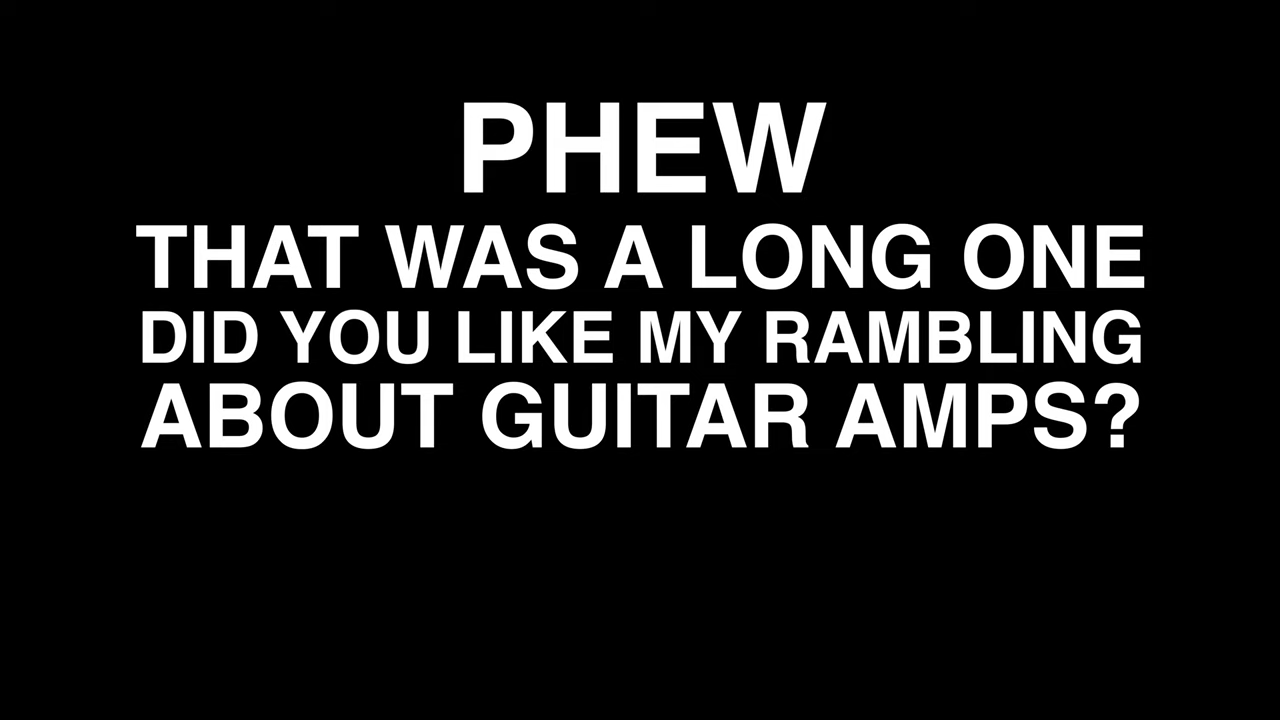 PHEW
THAT WAS A LONG ONE
DID YOU LIKE MY RAMBLING
ABOUT GUITAR AMPS?